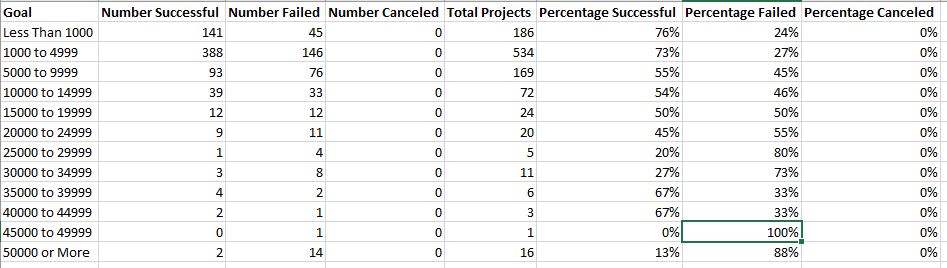 Goal Number Successful Number Failed Number Canceled Total Projects Percentage Successful Percentage Failed Percentage Canceled
Less Than 1000 141 45 0 186 76% 24% 0%
1000 to 4999 388 146 0 534 73% 27% 0%
5000 to 9999 93 76 0 169 55% 45% 0%
10000 to 14999 39 33 0 72 54% 46% 0%
15000 to 19999 12 12 0 24 50% 50% 0%
20000 to 24999 9 11 0 20 45% 55% 0%
25000 to 29999 1 4 0 5 20% 80% 0%
30000 to 34999 3 8 0 11 27% 73% 0%
35000 to 39999 4 2 0 6 67% 33% 0%
40000 to 44999 2 1 0 3 67% 33% 0%
45000 to 49999 0 1 0 1 0% 100% 0%
50000 or More 2 14 0 16 13% 88% 0%